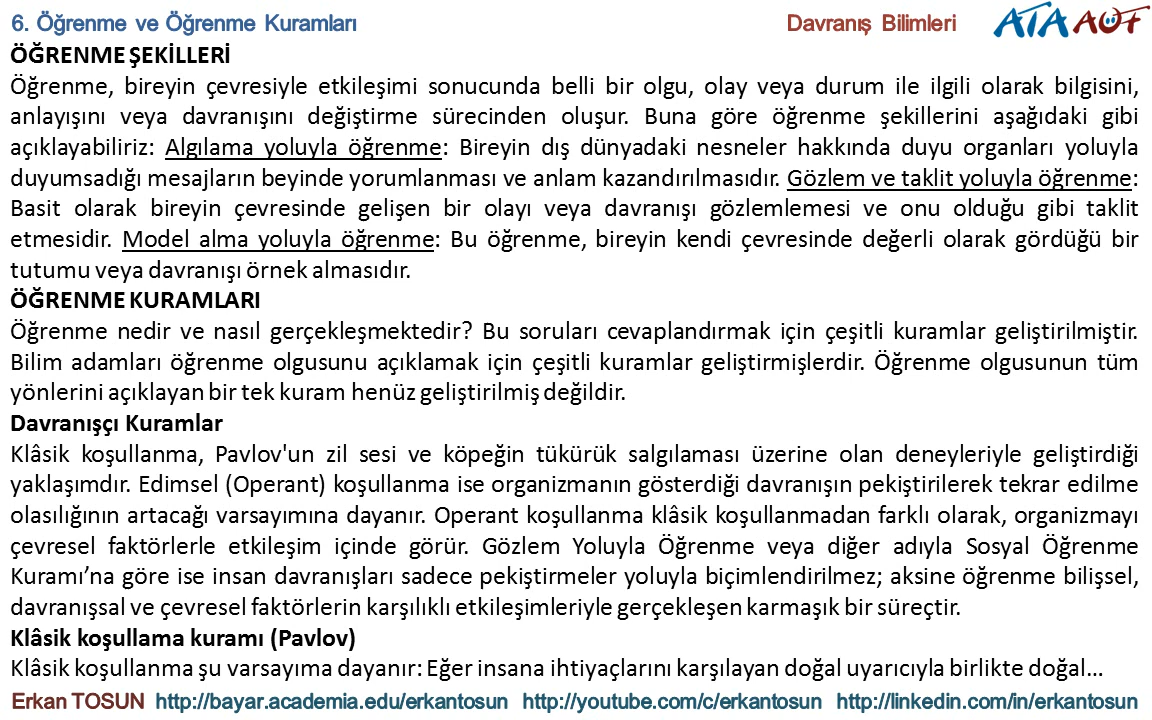 6. Öğrenme ve Öğrenme Kuramları Davranış Bilimleri ATA AÖF
ÖĞRENME ŞEKİLLERİ
Öğrenme, bireyin çevresiyle etkileşimi sonucunda belli bir olgu, olay veya durum ile ilgili olarak bilgisini,
anlayışını veya davranışını değiştirme sürecinden oluşur. Buna göre öğrenme şekillerini aşağıdaki gibi
açıklayabiliriz: Algılama yoluyla öğrenme: Bireyin dış dünyadaki nesneler hakkında duyu organları yoluyla
duyumsadığı mesajların beyinde yorumlanması ve anlam kazandırılmasıdır. Gözlem ve taklit yoluyla öğrenme:
Basit olarak bireyin çevresinde gelişen bir olayı veya davranışı gözlemlemesi ve onu olduğu gibi taklit
etmesidir. Model alma yoluyla öğrenme: Bu öğrenme, bireyin kendi çevresinde değerli olarak gördüğü bir
tutumu veya davranışı örnek almasıdır.
ÖĞRENME KURAMLARI
Öğrenme nedir ve nasıl gerçekleşmektedir? Bu soruları cevaplandırmak için çeşitli kuramlar geliştirilmiştir.
Bilim adamları öğrenme olgusunu açıklamak için çeşitli kuramlar geliştirmişlerdir. Öğrenme olgusunun tüm
yönlerini açıklayan bir tek kuram henüz geliştirilmiş değildir.
Davranışçı Kuramlar
Klâsik koşullanma, Pavlov'un zil sesi ve köpeğin tükürük salgılaması üzerine olan deneyleriyle geliştirdiği
yaklaşımdır. Edimsel (Operant) koşullanma ise organizmanın gösterdiği davranışın pekiştirilerek tekrar edilme
olasılığının artacağı varsayımına dayanır. Operant koşullanma klâsik koşullanmadan farklı olarak, organizmayı
çevresel faktörlerle etkileşim içinde görür. Gözlem Yoluyla Öğrenme veya diğer adıyla Sosyal Öğrenme
Kuramı’na göre ise insan davranışları sadece pekiştirmeler yoluyla biçimlendirilmez; aksine öğrenme bilişsel,
davranışsal ve çevresel faktörlerin karşılıklı etkileşimleriyle gerçekleşen karmaşık bir süreçtir.
Klâsik koşullama kuramı (Pavlov)
Klâsik koşullanma şu varsayıma dayanır: Eğer insana ihtiyaçlarını karşılayan doğal uyarıcıyla birlikte doğal...
Erkan TOSUN http://bayar.academia.edu/erkantosun http://youtube.com/c/erkantosun http://linkedin.com/in/erkantosun